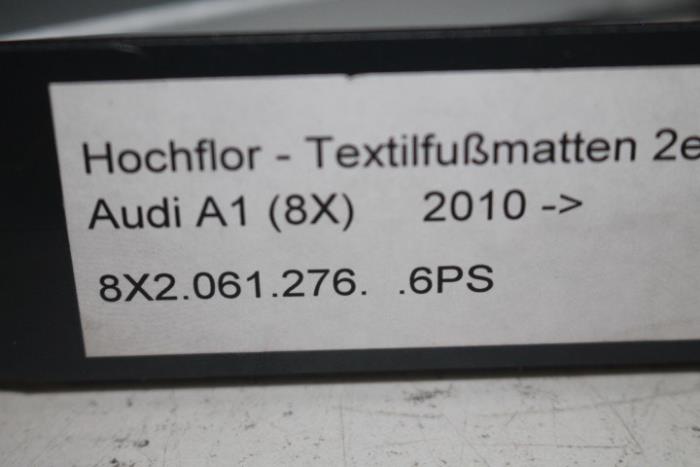 Hochflor - Textilfußmatten 2e
Audi A1 (8X) 2010 ->
8X2.061.276. .6PS